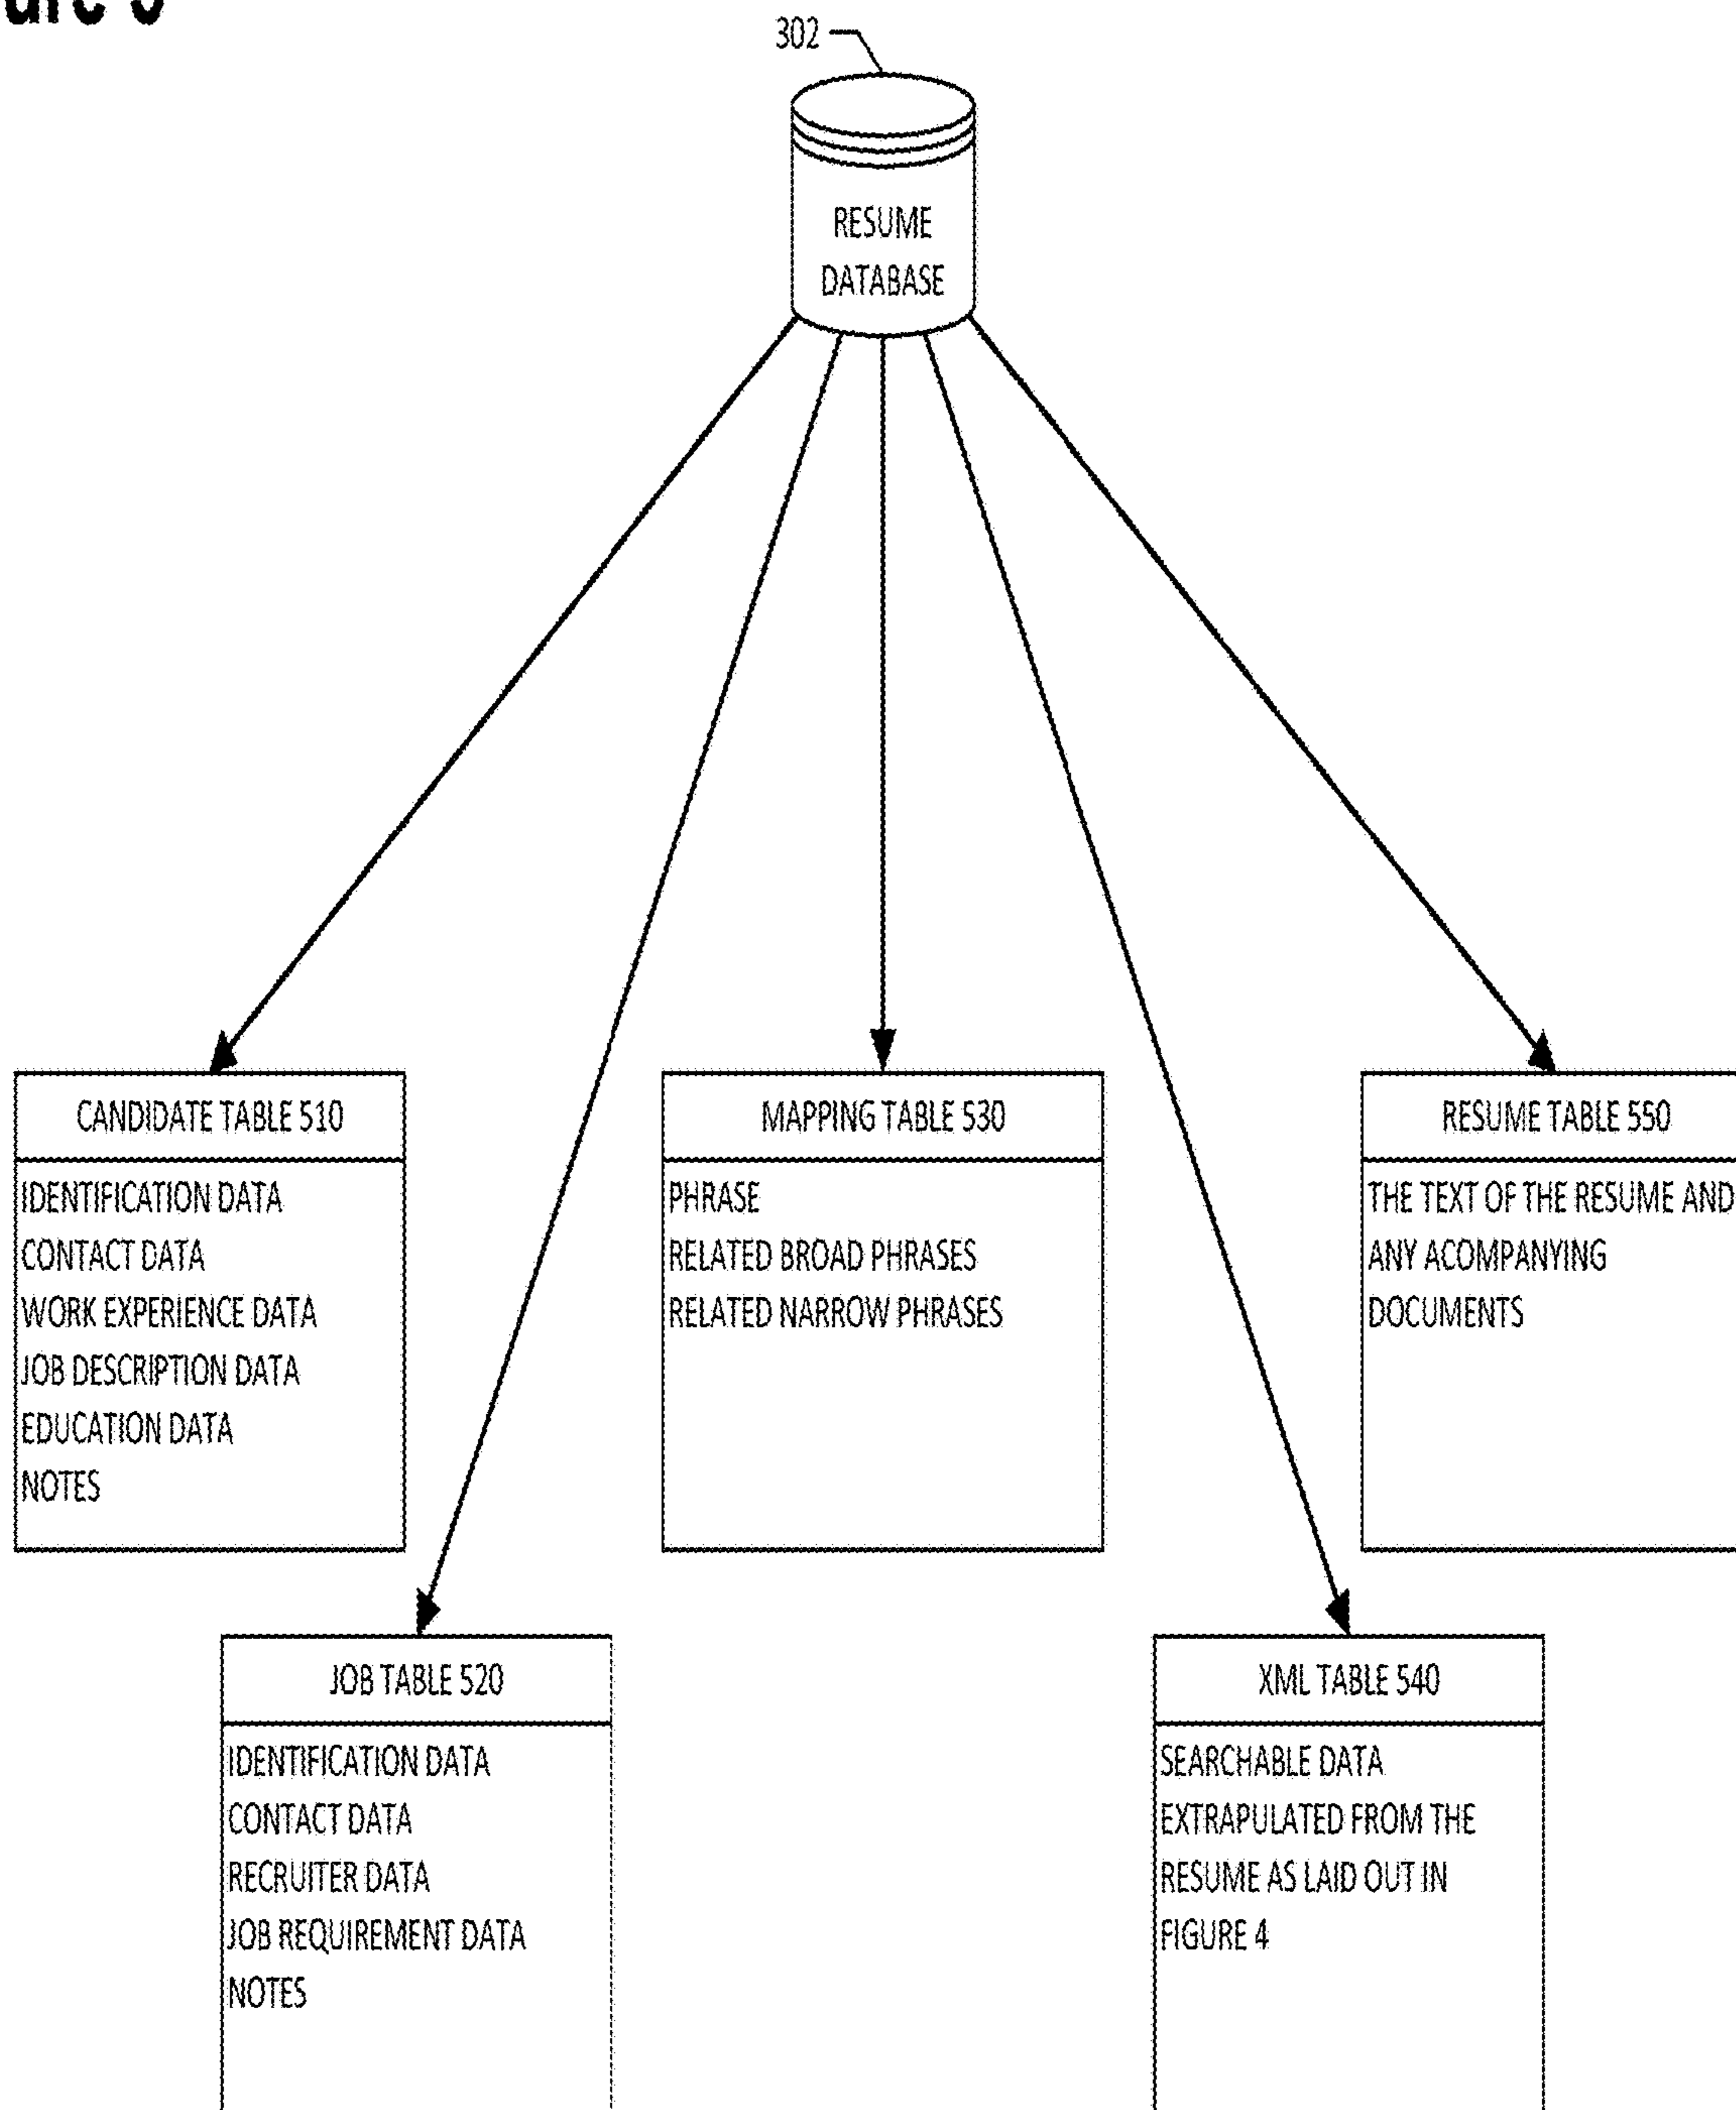 302
RESUME
DATABASE
CANDIDATE TABLE 510
IDENTIFICATION DATA
CONTACT DATA
WORK EXPERIENCE DATA
JOB DESCRIPTION DATA
EDUCATION DATA
NOTES
MAPPING TABLE 530
PHRASE
RELATED BROAD PHRASES
RELATED NARROW PHRASES
RESUME TABLE 550
THE TEXT OF THE RESUME AND
ANY ACOMPANYING
DOCUMENTS
JOB TABLE 520
IDENTIFICATION DATA
CONTACT DATA
RECRUITER DATA
JOB REQUIREMENT DATA
NOTES
XML TABLE 540
SEARCHABLE DATA
EXTRAPULATED FROM THE
RESUME AS LAID OUT IN
FIGURE 4